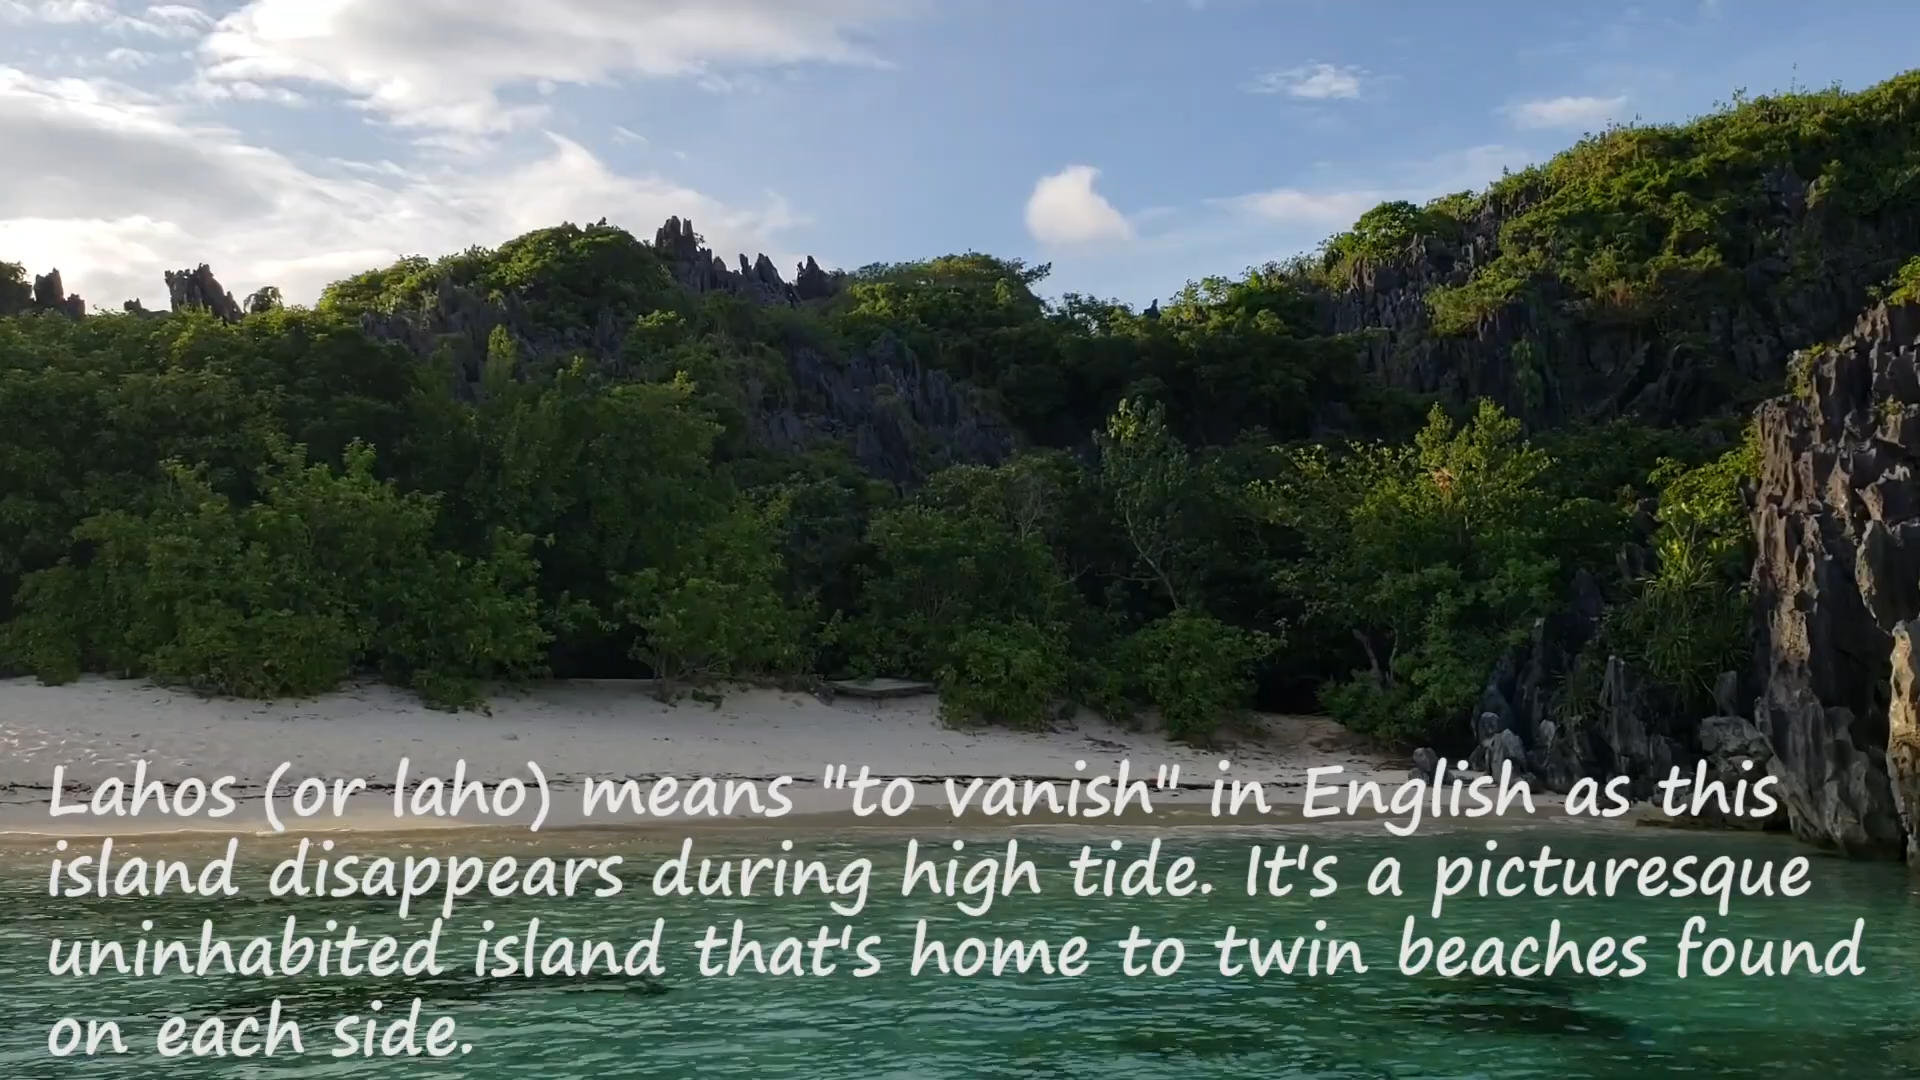 Lahos (or laho) means "to vanish" in English as this
island disappears during high tide. It's a picturesque
uninhabited island that's home to twin beaches found
on each side.